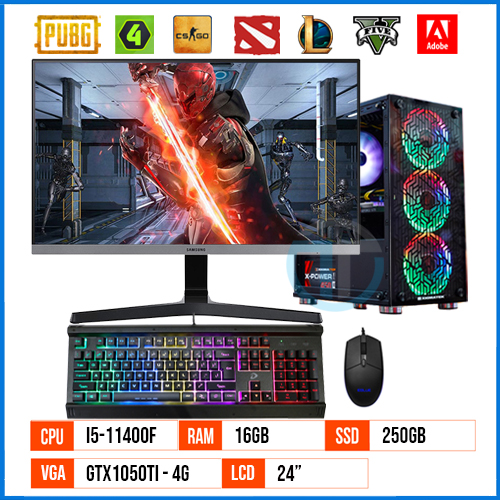 PUBG 4 CS:GO FIVE Adobe
SAMSUNG
X-POWER
CPU I5-11400F RAM 16GB SSD 250GB
VGA GTX1050TI - 4G LCD 24”